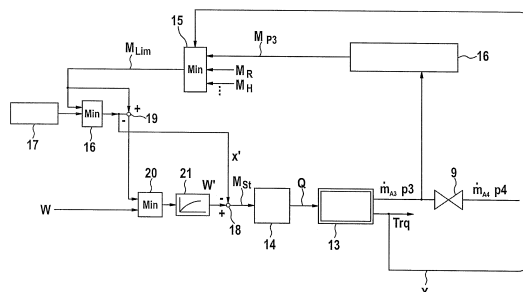 15
M_P3
M_Lim
Min
M_R
M_H
⋮
16
+
Min
-
19
17
16
x'
20
21
W'
M_St
Q
ṁ_A3 p3
9
ṁ_A4 p4
W
Min
-
+
18
14
13
Trq
X